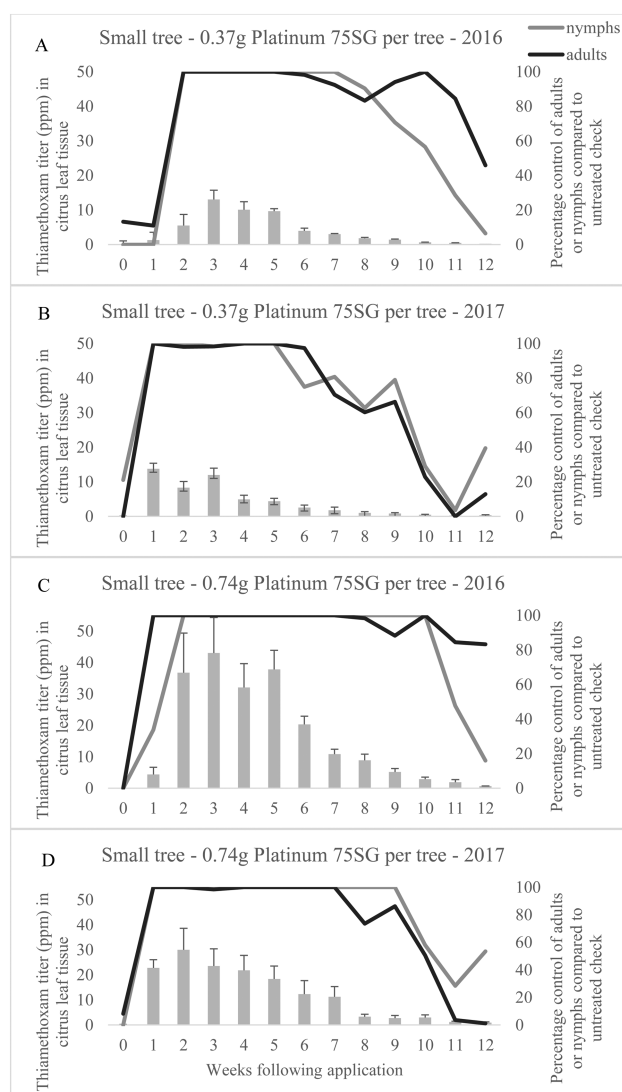 nymphs
adults
A
Small tree - 0.37g Platinum 75SG per tree - 2016
Thiamethoxam titer (ppm) in
citrus leaf tissue
50
40
30
20
10
0
100
80
60
40
20
0
Percentage control of adults
or nymphs compared to
untreated check
0 1 2 3 4 5 6 7 8 9 10 11 12
B
Small tree - 0.37g Platinum 75SG per tree - 2017
Thiamethoxam titer (ppm) in
citrus leaf tissue
50
40
30
20
10
0
100
80
60
40
20
0
Percentage control of adults
or nymphs compared to
untreated check
0 1 2 3 4 5 6 7 8 9 10 11 12
C
Small tree - 0.74g Platinum 75SG per tree - 2016
Thiamethoxam titer (ppm) in
citrus leaf tissue
50
40
30
20
10
0
100
80
60
40
20
0
Percentage control of adults
or nymphs compared to
untreated check
0 1 2 3 4 5 6 7 8 9 10 11 12
D
Small tree - 0.74g Platinum 75SG per tree - 2017
Thiamethoxam titer (ppm) in
citrus leaf tissue
50
40
30
20
10
0
100
80
60
40
20
0
Percentage control of adults
or nymphs compared to
untreated check
0 1 2 3 4 5 6 7 8 9 10 11 12
Weeks following application